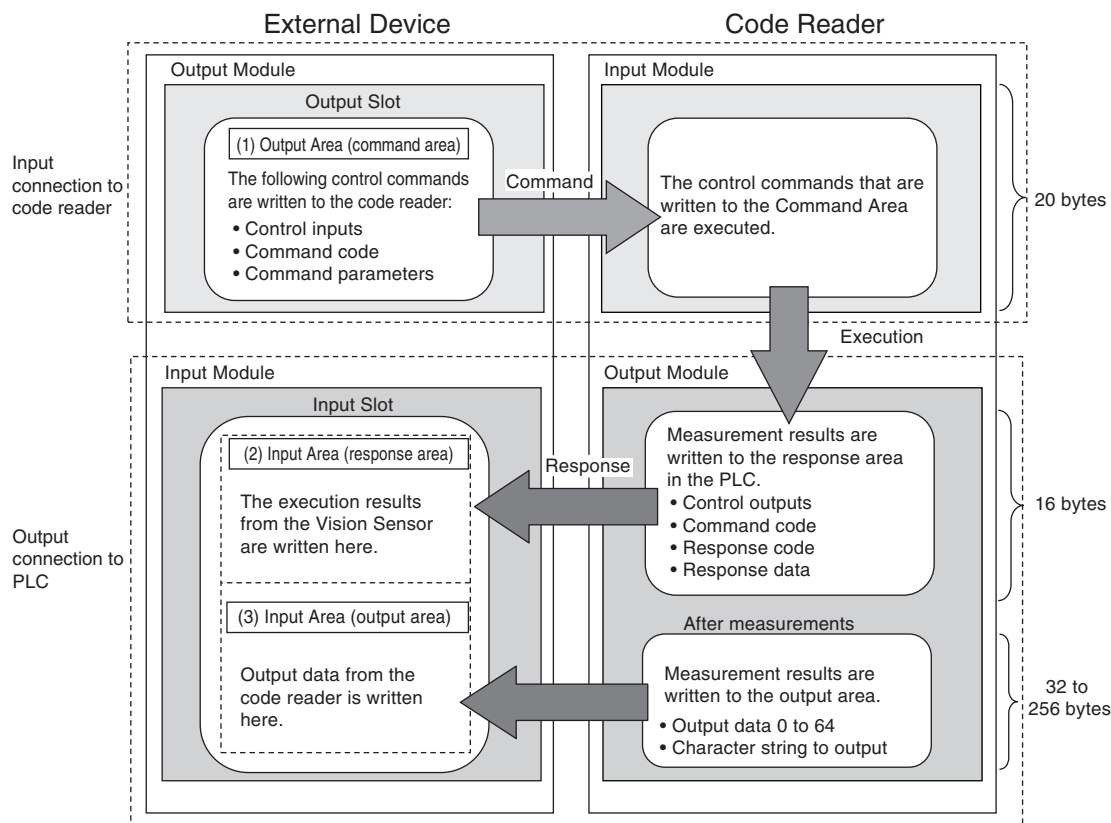 External Device
Code Reader
Output Module
Input Module
Output Slot
(1) Output Area (command area)
The following control commands
are written to the code reader:
• Control inputs
• Command code
• Command parameters
Command
The control commands that are
written to the Command Area
are executed.
Input
connection to
code reader
20 bytes
Execution
Input Module
Output Module
Input Slot
(2) Input Area (response area)
The execution results
from the Vision Sensor
are written here.
Response
Measurement results are
written to the response area
in the PLC.
• Control outputs
• Command code
• Response code
• Response data
16 bytes
Output
connection to
PLC
(3) Input Area (output area)
Output data from the
code reader is written
here.
After measurements
Measurement results are
written to the output area.
• Output data 0 to 64
• Character string to output
32 to
256 bytes